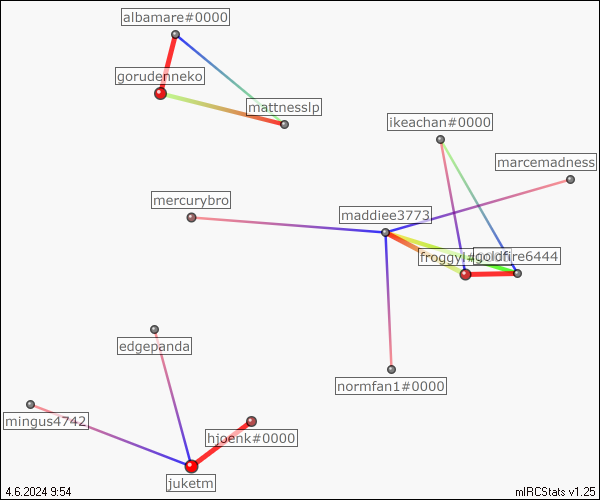 albamare#0000
gorudenneko
mattnesslp
ikeachan#0000
marcemadness
mercurybro
maddiee3773
goldfire6444
edgepanda
normfan1#0000
mingus4742
hjoenk#0000
juketm
4.6.2024 9:54
mIRCStats v1.25